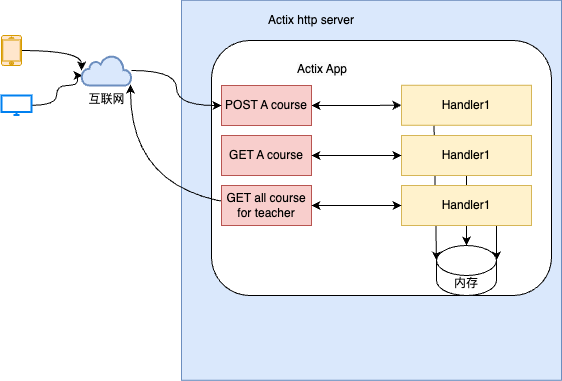 Actix http server
Actix App
互联网
POST A course
Handler1
GET A course
Handler1
GET all course
for teacher
Handler1
内存